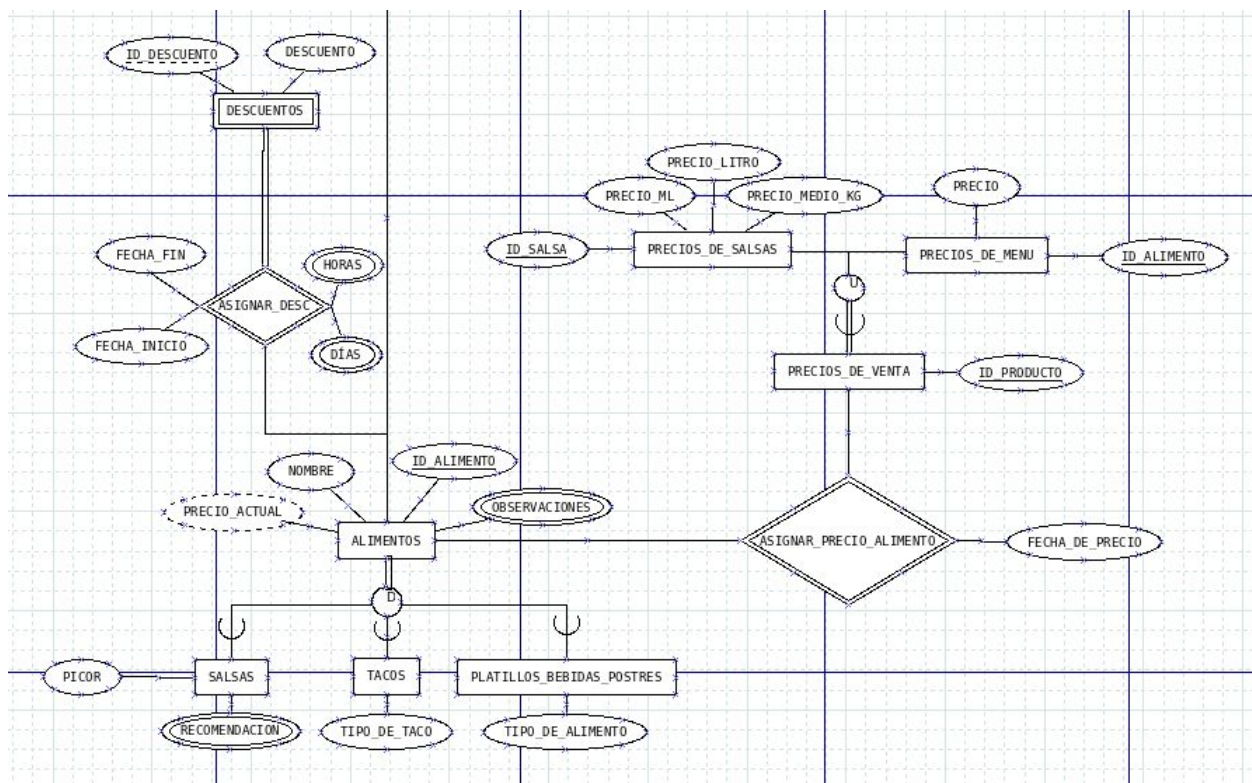 ID_DESCUENTO
DESCUENTO
DESCUENTOS
PRECIO_LITRO
PRECIO_ML
PRECIO_MEDIO_KG
PRECIO
ID_SALSA
PRECIOS_DE_SALSAS
PRECIOS_DE_MENU
ID_ALIMENTO
FECHA_FIN
HORAS
U
ASIGNAR_DESC
FECHA_INICIO
DÍAS
PRECIOS_DE_VENTA
ID_PRODUCTO
NOMBRE
ID_ALIMENTO
PRECIO_ACTUAL
OBSERVACIONES
ALIMENTOS
ASIGNAR_PRECIO_ALIMENTO
FECHA_DE_PRECIO
D
PICOR
SALSAS
TACOS
PLATILLOS_BEBIDAS_POSTRES
RECOMENDACION
TIPO_DE_TACO
TIPO_DE_ALIMENTO